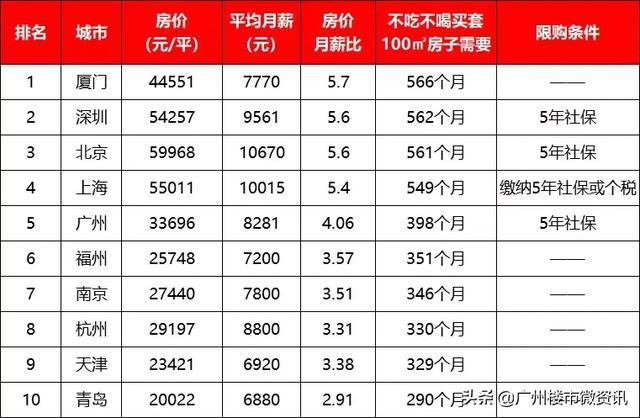 排名 城市 房价（元/平） 平均月薪（元） 房价月薪比 不吃不喝买套100㎡房子需要 限购条件
1 厦门 44551 7770 5.7 566个月 ——
2 深圳 54257 9561 5.6 562个月 5年社保
3 北京 59968 10670 5.6 561个月 5年社保
4 上海 55011 10015 5.4 549个月 缴纳5年社保或个税
5 广州 33696 8281 4.06 398个月 5年社保
6 福州 25748 7200 3.57 351个月 ——
7 南京 27440 7800 3.51 346个月 ——
8 杭州 29197 8800 3.31 330个月 ——
9 天津 23421 6920 3.38 329个月 ——
10 青岛 20022 6880 2.91 290个月
头条 @广州楼市微资讯